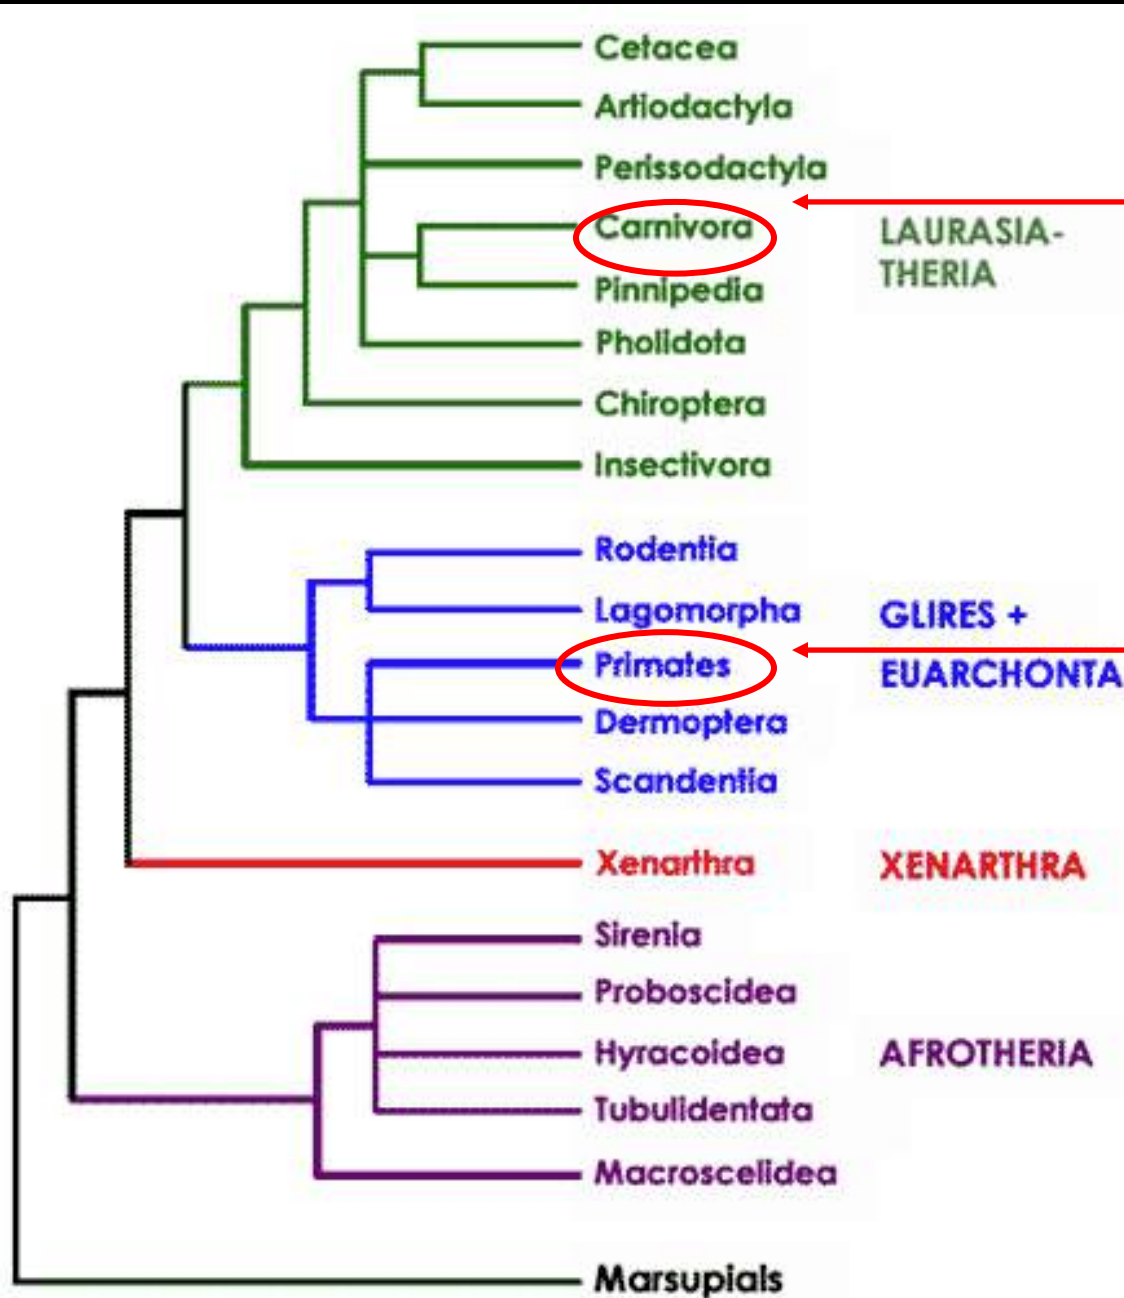 Cetacea
Artiodactyla
Perissodactyla
Carnivora
Pinnipedia
Pholidota
Chiroptera
Insectivora
LAURASIA-
THERIA
Rodentia
Lagomorpha
Primates
Dermoptera
Scandentia
GLIRES +
EUARCHONTA
Xenarthra
XENARTHRA
Sirenia
Proboscidea
Hyracoidea
Tubulidentata
Macroscelidea
AFROTHERIA
Marsupials